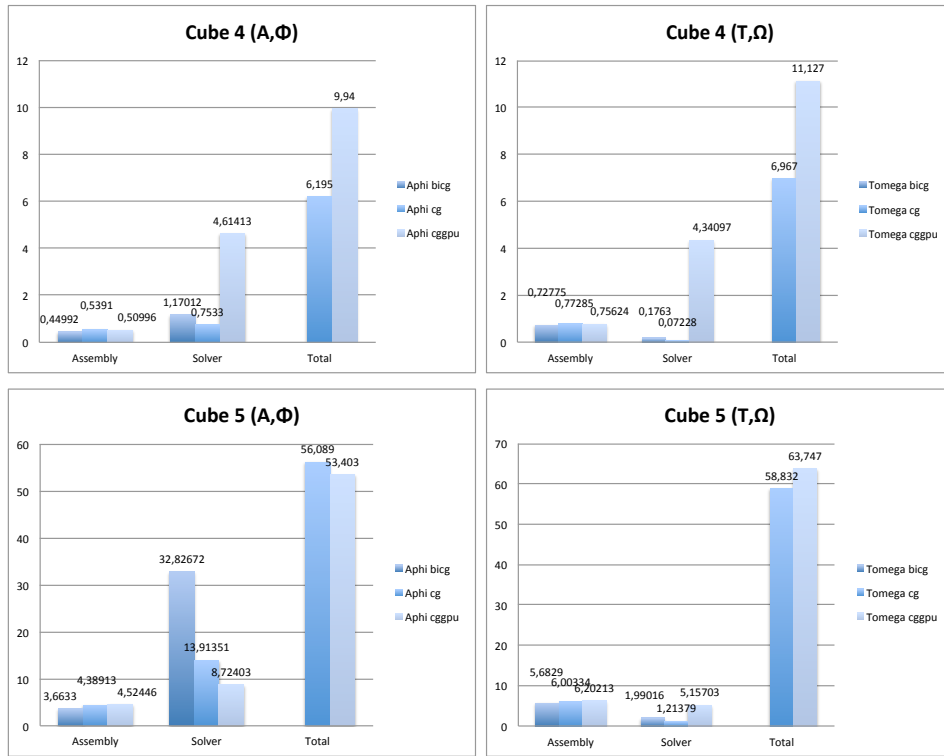 Cube 4 (A,Φ)
12
10
8
6
4
2
0
0,44992
0,5391
0,50996
1,17012
0,7533
4,61413
6,195
9,94
Assembly
Solver
Total
Aphi bicg
Aphi cg
Aphi cggpu
Cube 4 (T,Ω)
12
10
8
6
4
2
0
0,72775
0,77285
0,75624
0,1763
0,07228
4,34097
6,967
11,127
Assembly
Solver
Total
Tomega bicg
Tomega cg
Tomega cggpu
Cube 5 (A,Φ)
60
50
40
30
20
10
0
3,6633
4,38913
4,52446
32,82672
13,91351
8,72403
56,089
53,403
Assembly
Solver
Total
Aphi bicg
Aphi cg
Aphi cggpu
Cube 5 (T,Ω)
70
60
50
40
30
20
10
0
5,6829
6,00334
6,20213
1,99016
1,21379
5,15703
58,832
63,747
Assembly
Solver
Total
Tomega bicg
Tomega cg
Tomega cggpu